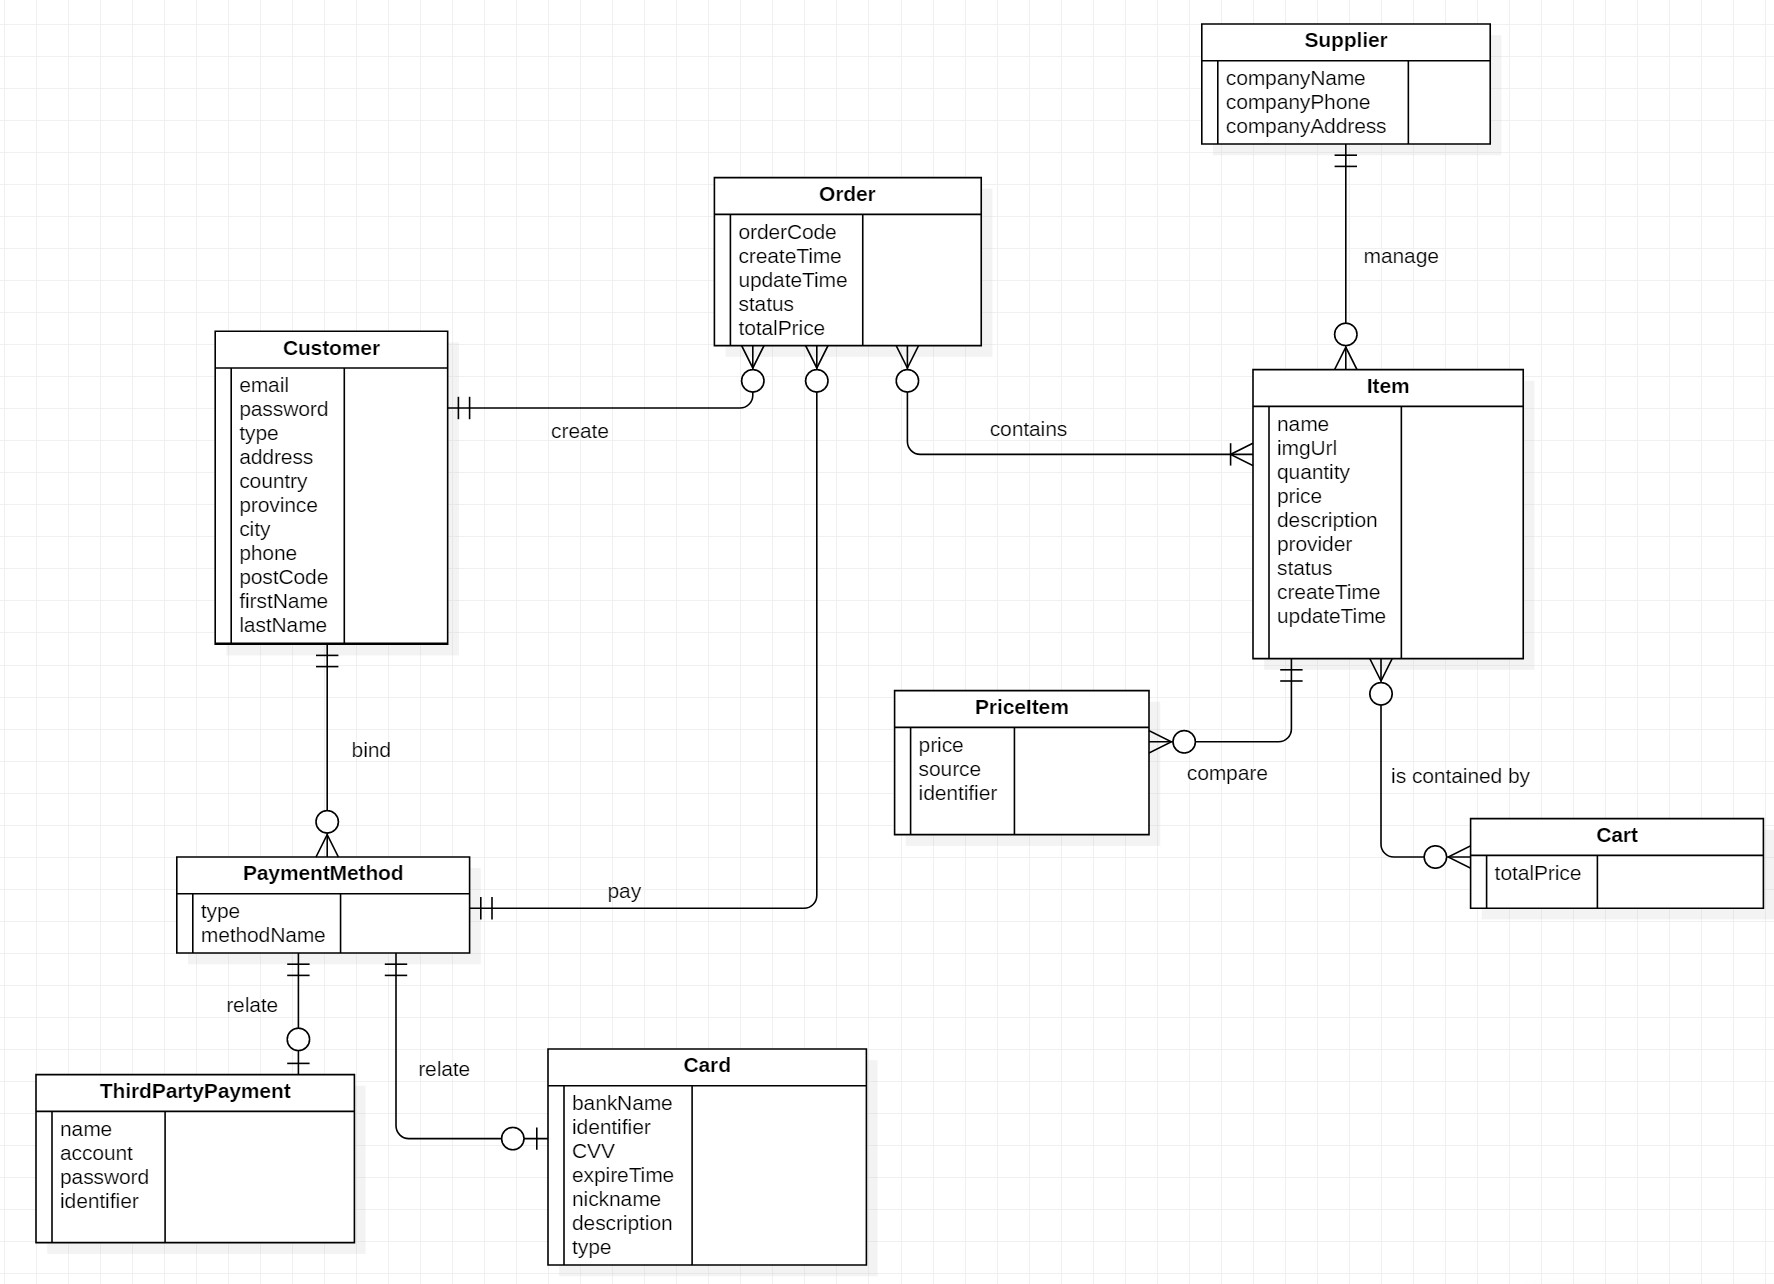 Supplier
companyName
companyPhone
companyAddress
manage
Order
orderCode
createTime
updateTime
status
totalPrice
Customer
email
password
type
address
country
province
city
phone
postCode
firstName
lastName
create
contains
Item
name
imgUrl
quantity
price
description
provider
status
createTime
updateTime
PriceItem
price
source
identifier
compare
is contained by
Cart
totalPrice
bind
PaymentMethod
type
methodName
pay
relate
relate
ThirdPartyPayment
name
account
password
identifier
Card
bankName
identifier
CVV
expireTime
nickname
description
type